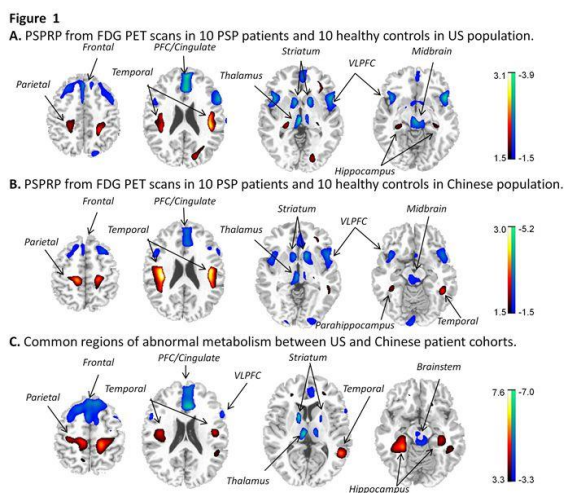 Figure 1
A. PSPRP from FDG PET scans in 10 PSP patients and 10 healthy controls in US population.
Frontal
PFC/Cingulate
Striatum
Midbrain
Parietal
Temporal
Thalamus
VLPFC
3.1
-3.9
1.5
-1.5
Hippocampus
B. PSPRP from FDG PET scans in 10 PSP patients and 10 healthy controls in Chinese population.
Frontal
PFC/Cingulate
Striatum
Midbrain
Parietal
Temporal
Thalamus
VLPFC
3.0
-5.2
1.5
-1.5
Parahippocampus
Temporal
C. Common regions of abnormal metabolism between US and Chinese patient cohorts.
Frontal
PFC/Cingulate
Striatum
Brainstem
Parietal
Temporal
VLPFC
Temporal
7.6
-7.0
3.3
-3.3
Thalamus
Hippocampus